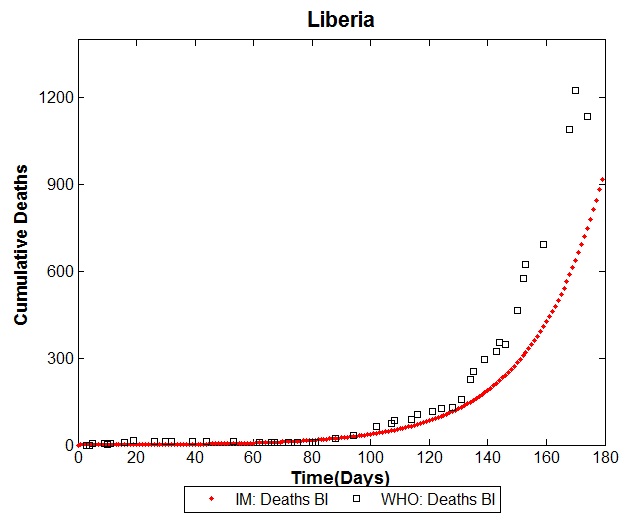 Liberia
1200
900
600
300
0
Cumulative Deaths
0 20 40 60 80 100 120 140 160 180
Time(Days)
IM: Deaths BI WHO: Deaths BI